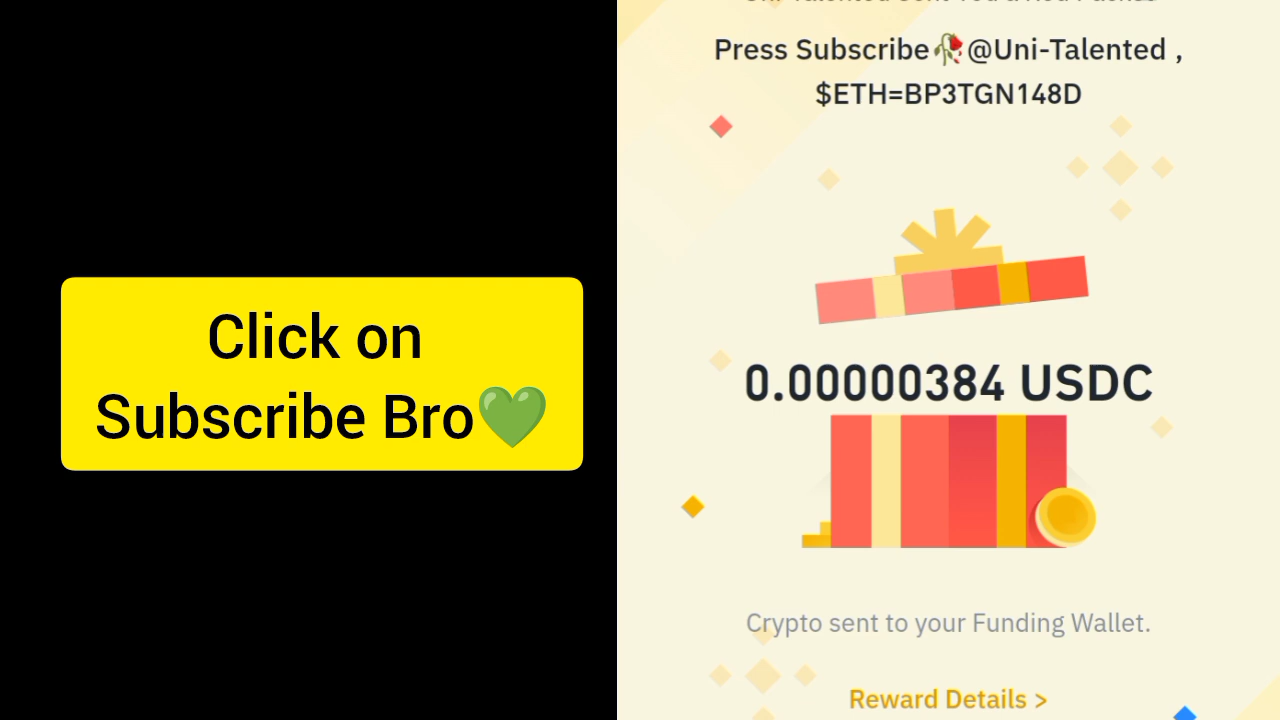 Click on
Subscribe Bro💚
Press Subscribe🥀@Uni-Talented ,
$ETH=BP3TGN148D
0.00000384 USDC
Crypto sent to your Funding Wallet.
Reward Details >